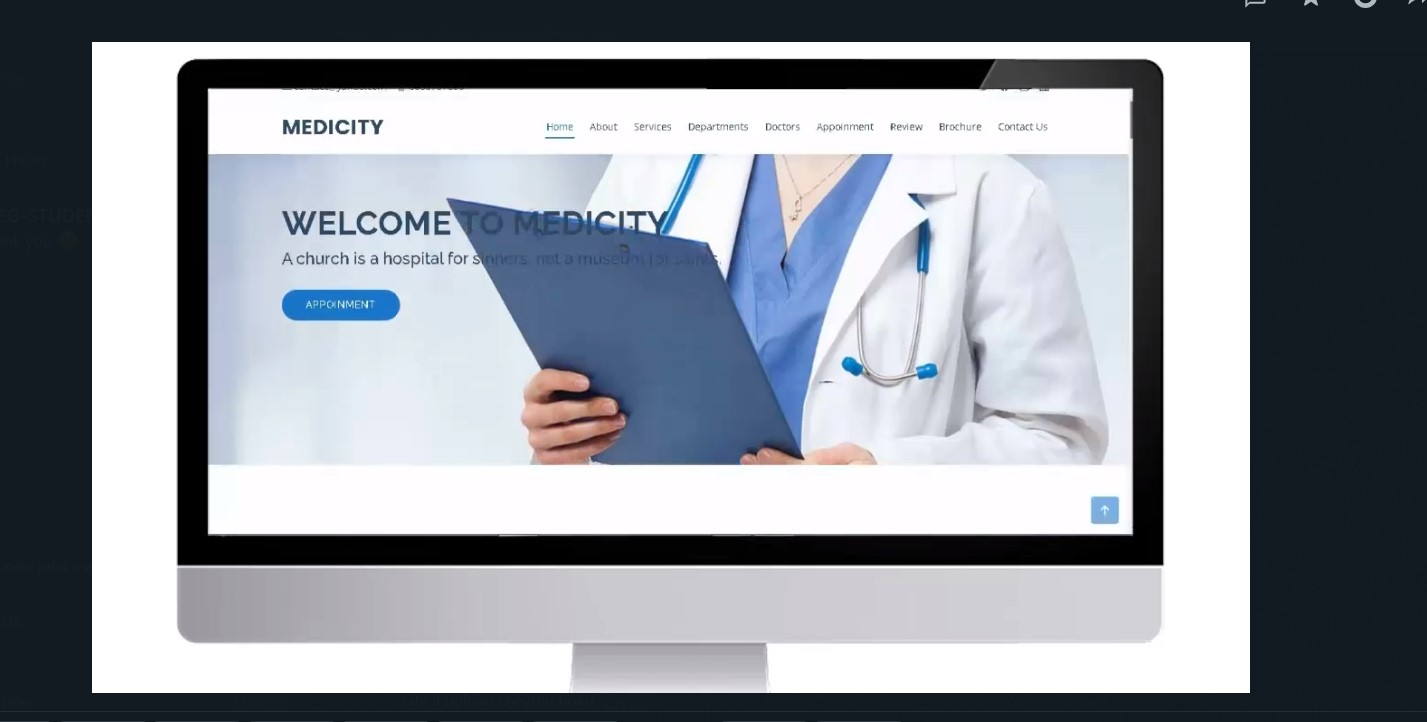 MEDICITY
Home About Services Departments Doctors Appoinment Review Brochure Contact Us
WELCOME TO MEDICITY
A church is a hospital for sinners, not a museum for saints.
APPOINMENT